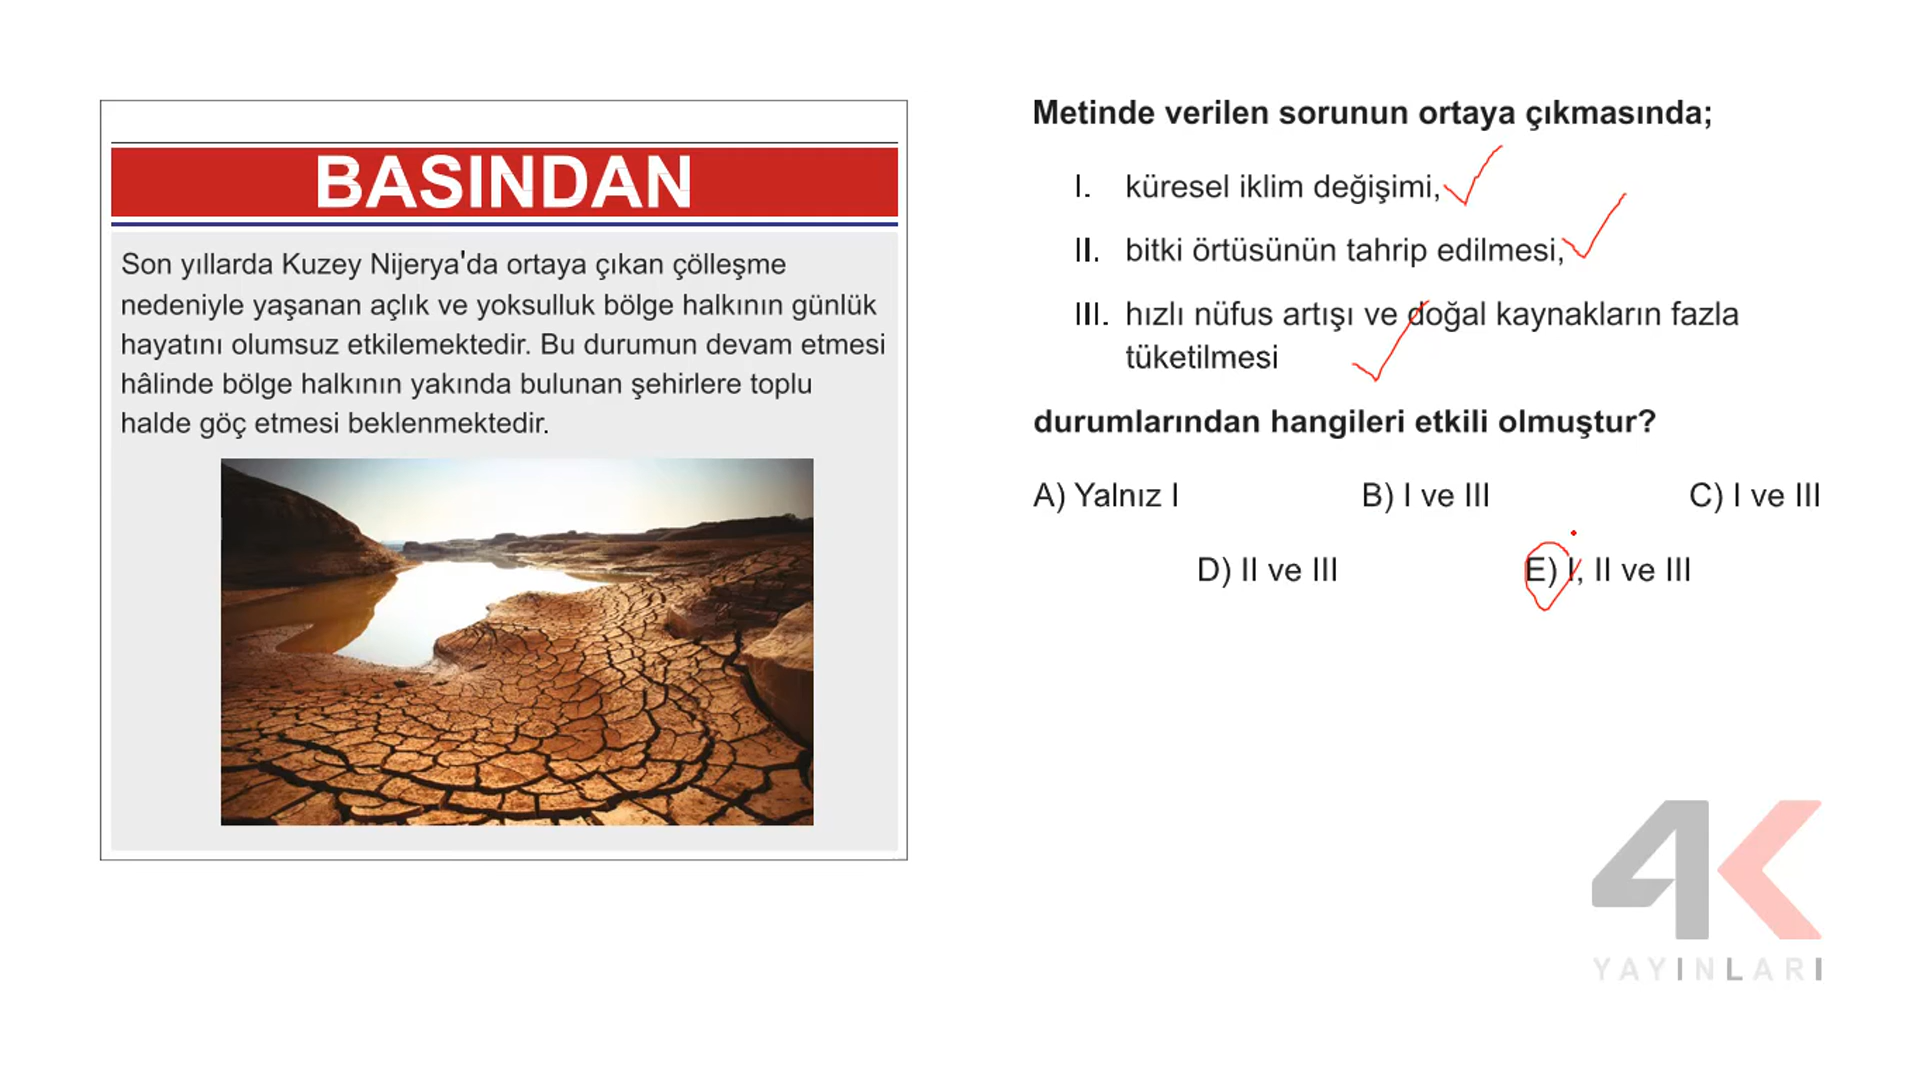 BASINDAN
Son yıllarda Kuzey Nijerya'da ortaya çıkan çölleşme
nedeniyle yaşanan açlık ve yoksulluk bölge halkının günlük
hayatını olumsuz etkilemektedir. Bu durumun devam etmesi
hâlinde bölge halkının yakında bulunan şehirlere toplu
halde göç etmesi beklenmektedir.
Metinde verilen sorunun ortaya çıkmasında;
I. küresel iklim değişimi,
II. bitki örtüsünün tahrip edilmesi,
III. hızlı nüfus artışı ve doğal kaynakların fazla
tüketilmesi
durumlarından hangileri etkili olmuştur?
A) Yalnız I B) I ve III C) I ve III
D) II ve III E) I, II ve III
4K
YAYINLARI